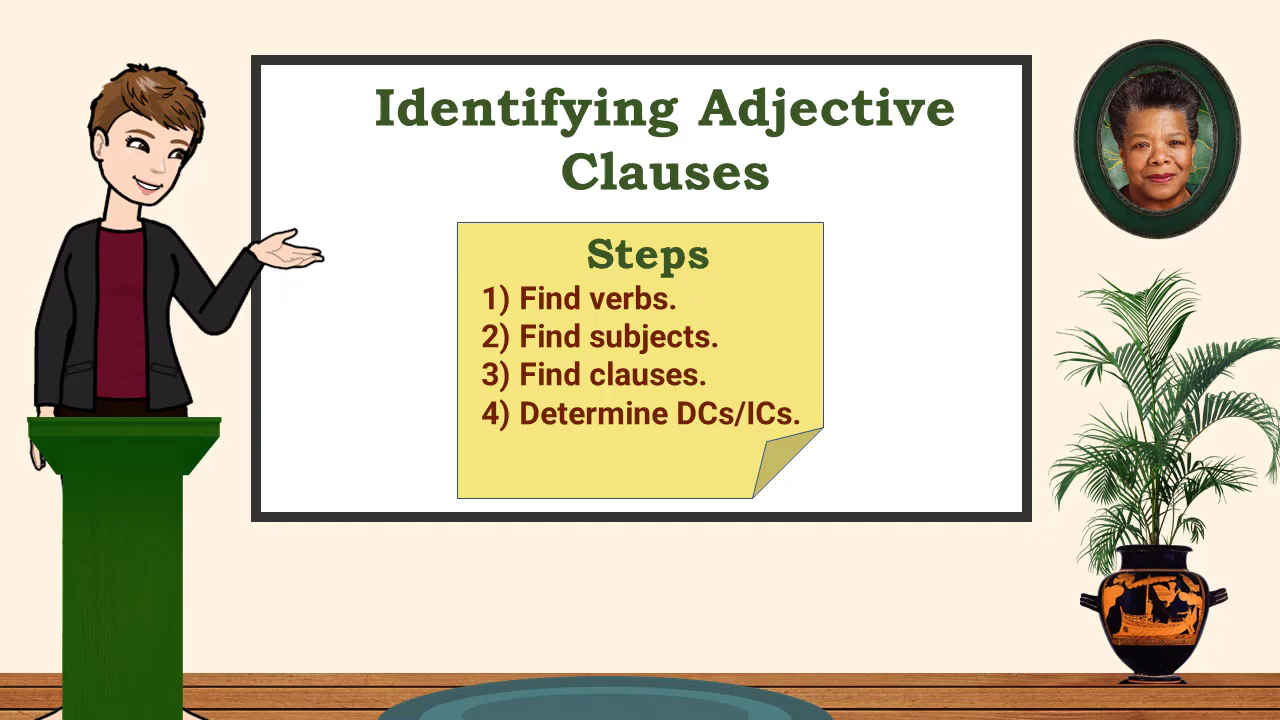 Identifying Adjective
Clauses
Steps
1) Find verbs.
2) Find subjects.
3) Find clauses.
4) Determine DCs/ICs.